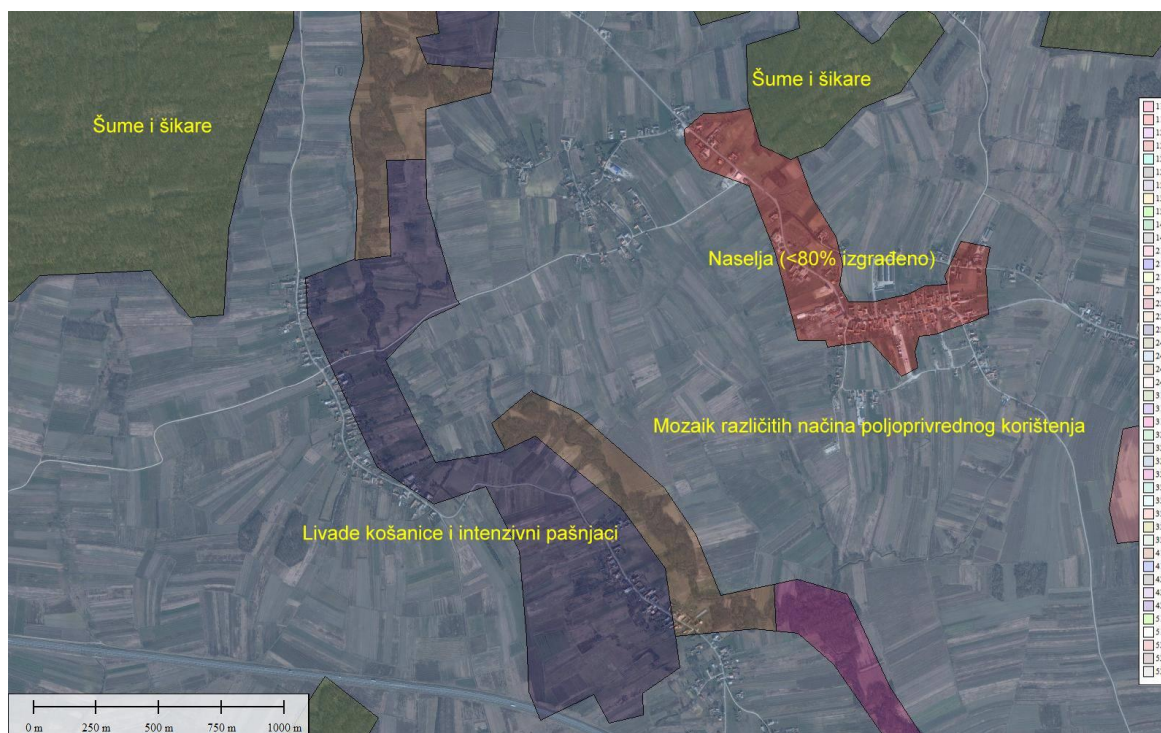 Šume i šikare
Šume i šikare
Naselja (<80% izgrađeno)
Mozaik različitih načina poljoprivrednog korištenja
Livade košanice i intenzivni pašnjaci
0 m 250 m 500 m 750 m 1000 m